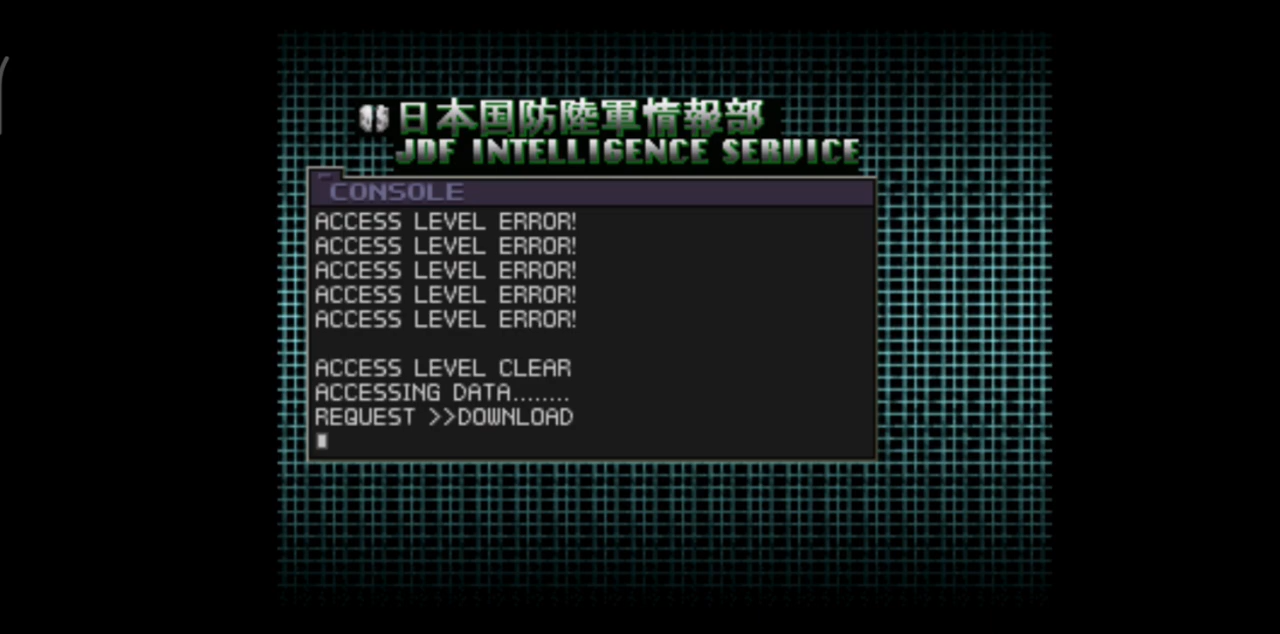 日本国防陸軍情報部
JDF INTELLIGENCE SERVICE
CONSOLE
ACCESS LEVEL ERROR!
ACCESS LEVEL ERROR!
ACCESS LEVEL ERROR!
ACCESS LEVEL ERROR!
ACCESS LEVEL ERROR!
ACCESS LEVEL CLEAR
ACCESSING DATA........
REQUEST >>DOWNLOAD